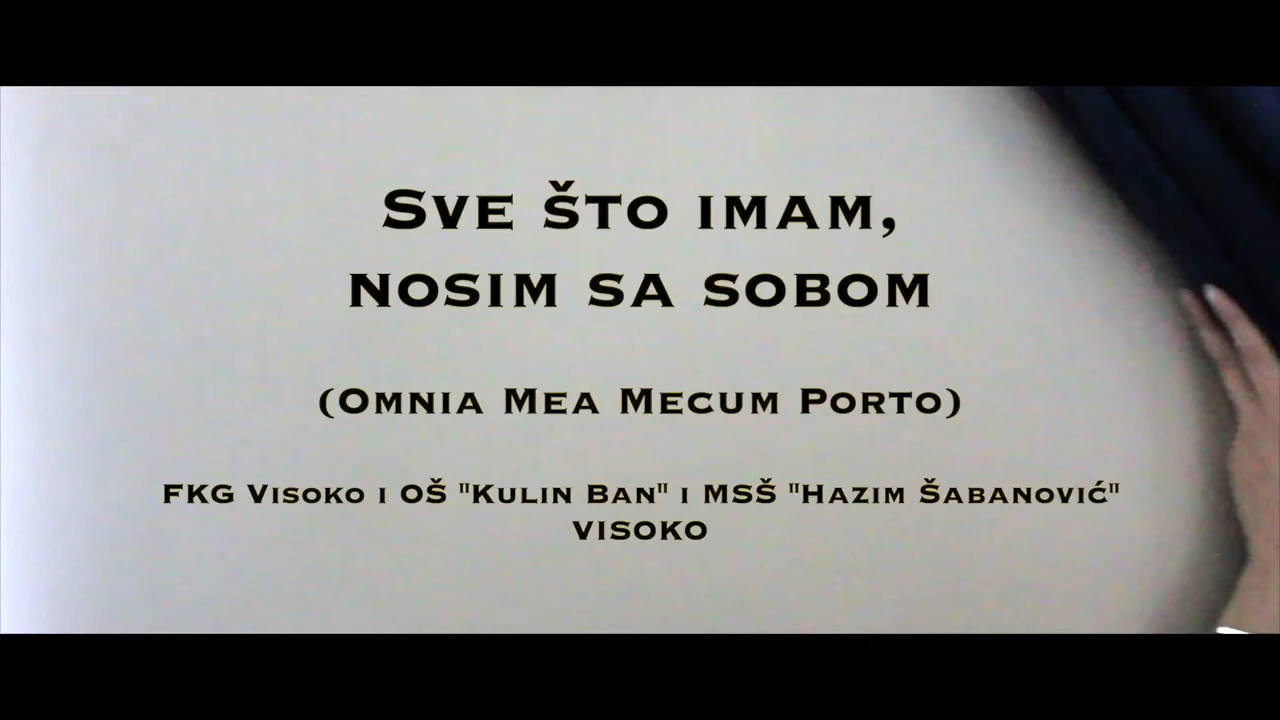 Sve što imam,
nosim sa sobom
(Omnia Mea Mecum Porto)
FKG Visoko i OŠ "Kulin Ban" i MSŠ "Hazim Šabanović"
visoko